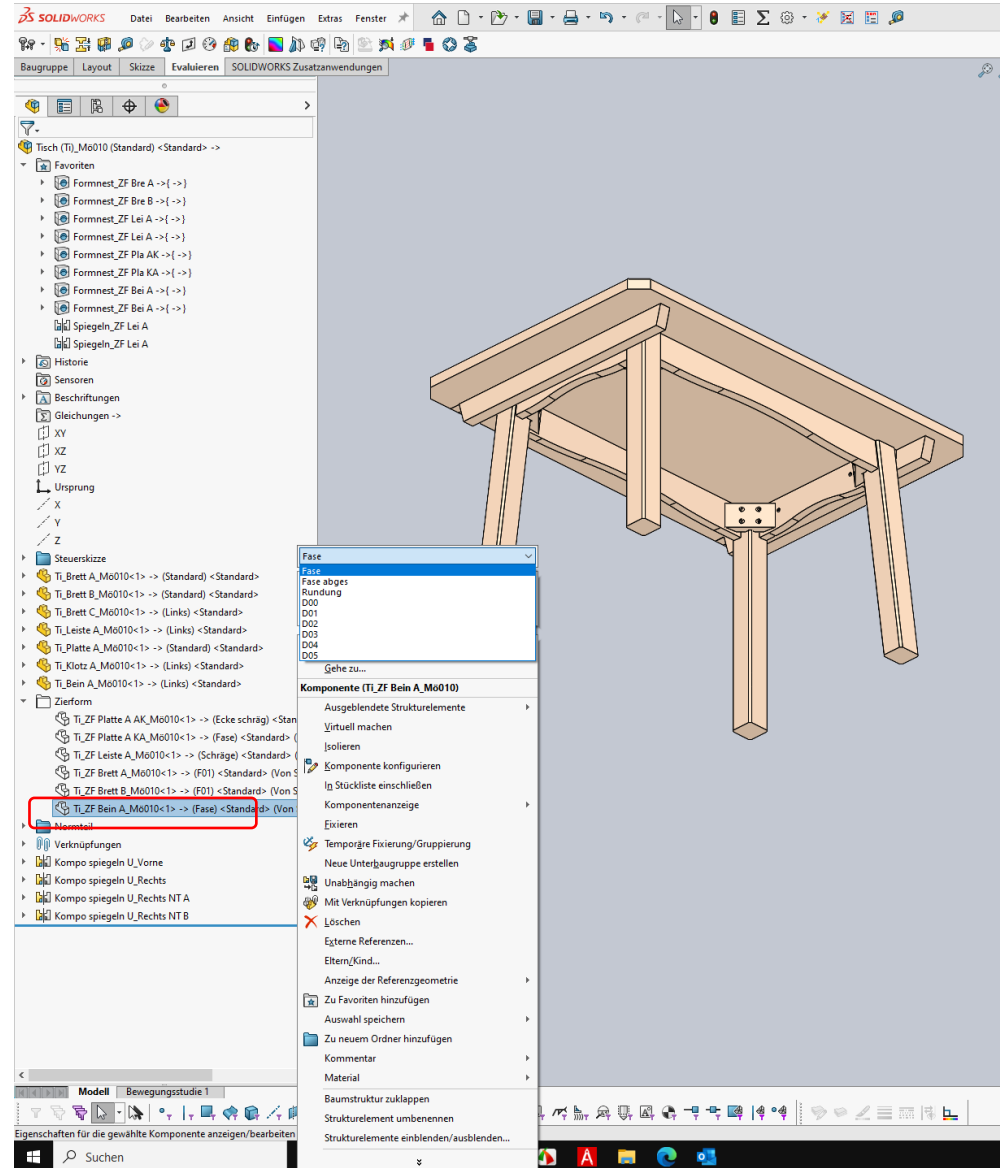 SOLIDWORKS Datei Bearbeiten Ansicht Einfügen Extras Fenster
Baugruppe Layout Skizze Evaluieren SOLIDWORKS Zusatzanwendungen
Tisch (Ti)_Mö010 (Standard) <Standard> ->
Favoriten
Formnest_ZF Bre A ->{ ->}
Formnest_ZF Bre B ->{ ->}
Formnest_ZF Lei A ->{ ->}
Formnest_ZF Lei A ->{ ->}
Formnest_ZF Pla AK ->{ ->}
Formnest_ZF Pla KA ->{ ->}
Formnest_ZF Bei A ->{ ->}
Formnest_ZF Bei A ->{ ->}
Spiegeln_ZF Lei A
Spiegeln_ZF Lei A
Historie
Sensoren
Beschriftungen
Gleichungen ->
XY
XZ
YZ
Ursprung
X
Y
Z
Steuerskizze
Ti_Brett A_Mö010<1> -> (Standard) <Standard>
Ti_Brett B_Mö010<1> -> (Standard) <Standard>
Ti_Brett C_Mö010<1> -> (Links) <Standard>
Ti_Leiste A_Mö010<1> -> (Links) <Standard>
Ti_Platte A_Mö010<1> -> (Standard) <Standard>
Ti_Klotz A_Mö010<1> -> (Links) <Standard>
Ti_Bein A_Mö010<1> -> (Links) <Standard>
Zierform
Ti_ZF Platte A AK_Mö010<1> -> (Ecke schräg) <Stan
Ti_ZF Platte A KA_Mö010<1> -> (Fase) <Standard> (
Ti_ZF Leiste A_Mö010<1> -> (Schräge) <Standard> (
Ti_ZF Brett A_Mö010<1> -> (F01) <Standard> (Von S
Ti_ZF Brett B_Mö010<1> -> (F01) <Standard> (Von S
Ti_ZF Bein A_Mö010<1> -> (Fase) <Standard> (Von
Normteil
Verknüpfungen
Kompo spiegeln U_Vorne
Kompo spiegeln U_Rechts
Kompo spiegeln U_Rechts NT A
Kompo spiegeln U_Rechts NT B
Fase
Fase
Fase abges
Rundung
D00
D01
D02
D03
D04
D05
Gehe zu...
Komponente (Ti_ZF Bein A_Mö010)
Ausgeblendete Strukturelemente
Virtuell machen
Isolieren
Komponente konfigurieren
In Stückliste einschließen
Komponentenanzeige
Fixieren
Temporäre Fixierung/Gruppierung
Neue Unterbaugruppe erstellen
Unabhängig machen
Mit Verknüpfungen kopieren
Löschen
Externe Referenzen...
Eltern/Kind...
Anzeige der Referenzgeometrie
Zu Favoriten hinzufügen
Auswahl speichern
Zu neuem Ordner hinzufügen
Kommentar
Material
Baumstruktur zuklappen
Strukturelement umbenennen
Strukturelemente einblenden/ausblenden...
Modell Bewegungsstudie 1
Eigenschaften für die gewählte Komponente anzeigen/bearbeiten
Suchen